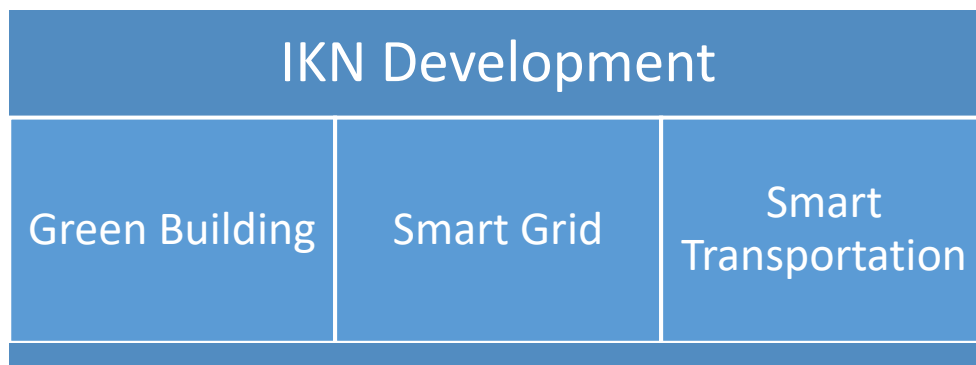 IKN Development
Green Building
Smart Grid
Smart
Transportation